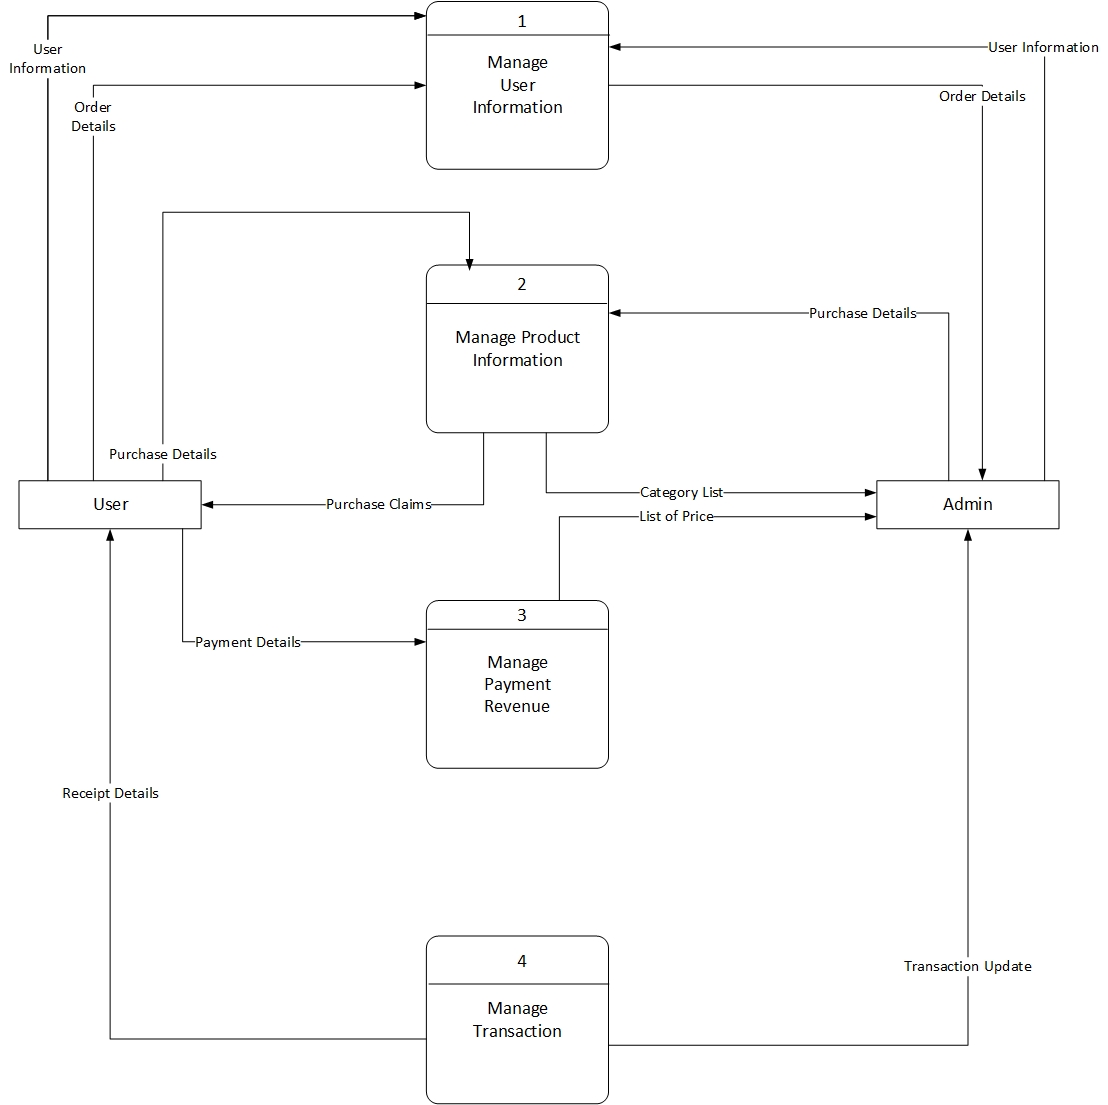 1
Manage
User
Information
User
Information
User Information
Order
Details
Order Details
2
Manage Product
Information
Purchase Details
Purchase Details
User
Purchase Claims
Category List
List of Price
Admin
3
Manage
Payment
Revenue
Payment Details
Receipt Details
4
Manage
Transaction
Transaction Update